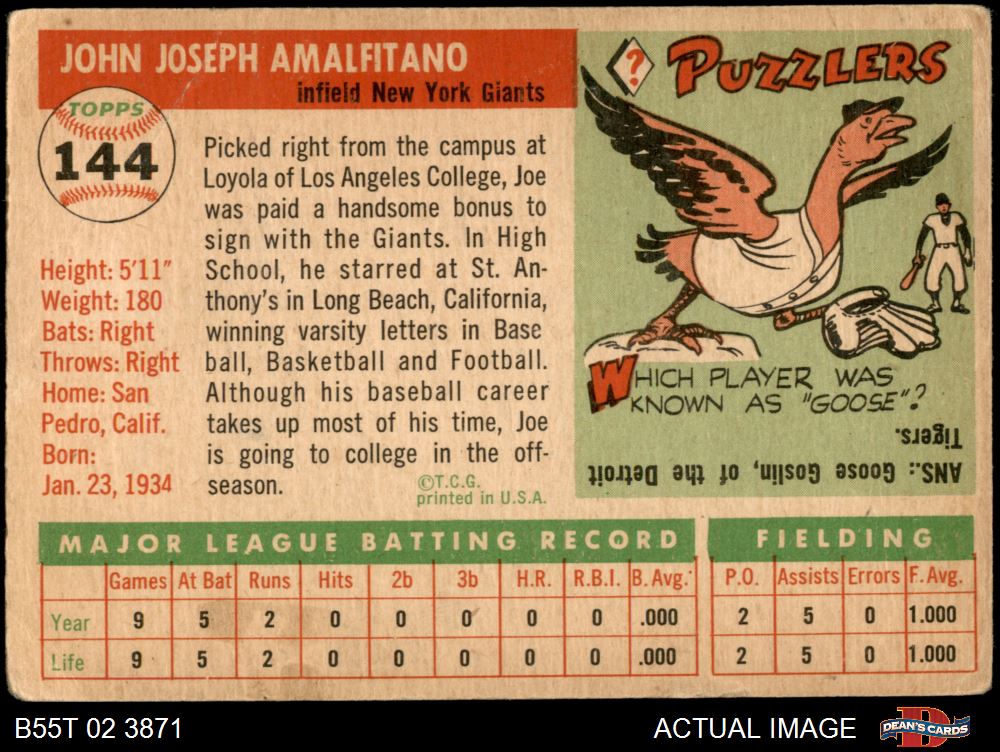 JOHN JOSEPH AMALFITANO
infield New York Giants
TOPPS
144
Height: 5'11"
Weight: 180
Bats: Right
Throws: Right
Home: San
Pedro, Calif.
Born:
Jan. 23, 1934
Picked right from the campus at
Loyola of Los Angeles College, Joe
was paid a handsome bonus to
sign with the Giants. In High
School, he starred at St. An-
thony's in Long Beach, California,
winning varsity letters in Base
ball, Basketball and Football.
Although his baseball career
takes up most of his time, Joe
is going to college in the off-
season.
©T.C.G.
printed in U.S.A.
?
PUZZLERS
WHICH PLAYER WAS
KNOWN AS "GOOSE"?
ANS.: Goose Goslin, of the Detroit
Tigers.
MAJOR LEAGUE BATTING RECORD
Games At Bat Runs Hits 2b 3b H.R. R.B.I. B. Avg.
Year 9 5 2 0 0 0 0 0 .000
Life 9 5 2 0 0 0 0 0 .000
FIELDING
P.O. Assists Errors F. Avg.
2 5 0 1.000
2 5 0 1.000
B55T 02 3871
ACTUAL IMAGE
D
DEAN'S CARDS